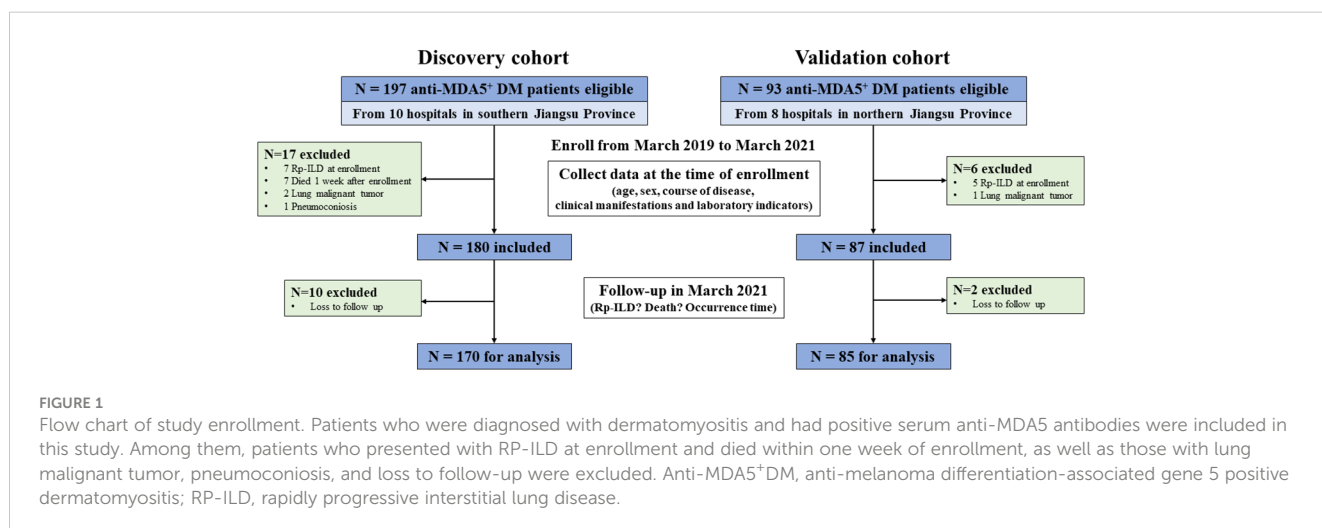 Discovery cohort
N = 197 anti-MDA5⁺ DM patients eligible
From 10 hospitals in southern Jiangsu Province
N=17 excluded
• 7 Rp-ILD at enrollment
• 7 Died 1 week after enrollment
• 2 Lung malignant tumor
• 1 Pneumoconiosis
N = 180 included
N=10 excluded
• Loss to follow up
N = 170 for analysis
Enroll from March 2019 to March 2021
Collect data at the time of enrollment
(age, sex, course of disease,
clinical manifestations and laboratory indicators)
Follow-up in March 2021
(Rp-ILD? Death? Occurrence time)
Validation cohort
N = 93 anti-MDA5⁺ DM patients eligible
From 8 hospitals in northern Jiangsu Province
N=6 excluded
• 5 Rp-ILD at enrollment
• 1 Lung malignant tumor
N = 87 included
N=2 excluded
• Loss to follow up
N = 85 for analysis
FIGURE 1
Flow chart of study enrollment. Patients who were diagnosed with dermatomyositis and had positive serum anti-MDA5 antibodies were included in
this study. Among them, patients who presented with RP-ILD at enrollment and died within one week of enrollment, as well as those with lung
malignant tumor, pneumoconiosis, and loss to follow-up were excluded. Anti-MDA5⁺DM, anti-melanoma differentiation-associated gene 5 positive
dermatomyositis; RP-ILD, rapidly progressive interstitial lung disease.